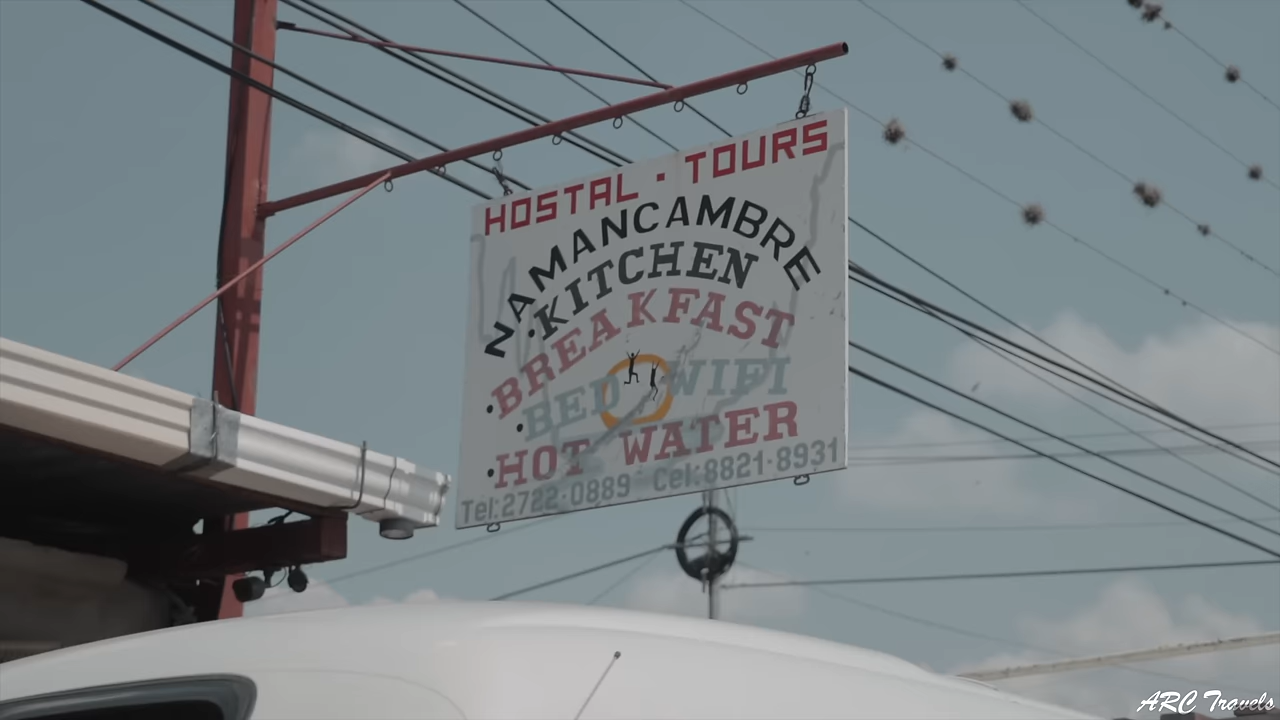 HOSTAL · TOURS
NAMANCAMBRE
·KITCHEN
·BREAKFAST
·BED WIFI
·HOT WATER
Tel:2722-0889 Cel:8821-8931
ARC Travels